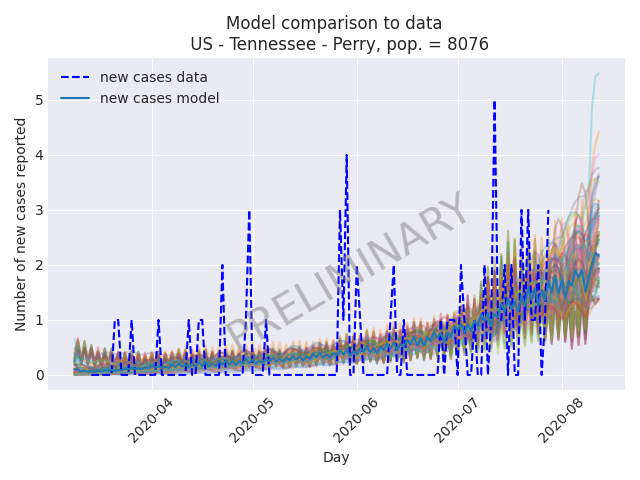 Model comparison to data
US - Tennessee - Perry, pop. = 8076
new cases data
new cases model
PRELIMINARY
Number of new cases reported
5
4
3
2
1
0
2020-04
2020-05
2020-06
2020-07
2020-08
Day